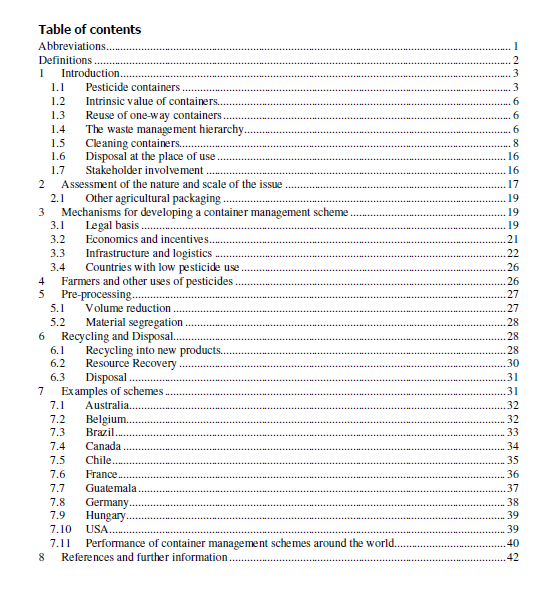 Table of contents
Abbreviations 1
Definitions 2
1 Introduction 3
1.1 Pesticide containers 3
1.2 Intrinsic value of containers 6
1.3 Reuse of one-way containers 6
1.4 The waste management hierarchy 6
1.5 Cleaning containers 8
1.6 Disposal at the place of use 16
1.7 Stakeholder involvement 16
2 Assessment of the nature and scale of the issue 17
2.1 Other agricultural packaging 19
3 Mechanisms for developing a container management scheme 19
3.1 Legal basis 19
3.2 Economics and incentives 21
3.3 Infrastructure and logistics 22
3.4 Countries with low pesticide use 26
4 Farmers and other uses of pesticides 26
5 Pre-processing 27
5.1 Volume reduction 27
5.2 Material segregation 28
6 Recycling and Disposal 28
6.1 Recycling into new products 28
6.2 Resource Recovery 30
6.3 Disposal 31
7 Examples of schemes 31
7.1 Australia 32
7.2 Belgium 32
7.3 Brazil 33
7.4 Canada 34
7.5 Chile 35
7.6 France 36
7.7 Guatemala 37
7.8 Germany 38
7.9 Hungary 39
7.10 USA 39
7.11 Performance of container management schemes around the world 40
8 References and further information 42